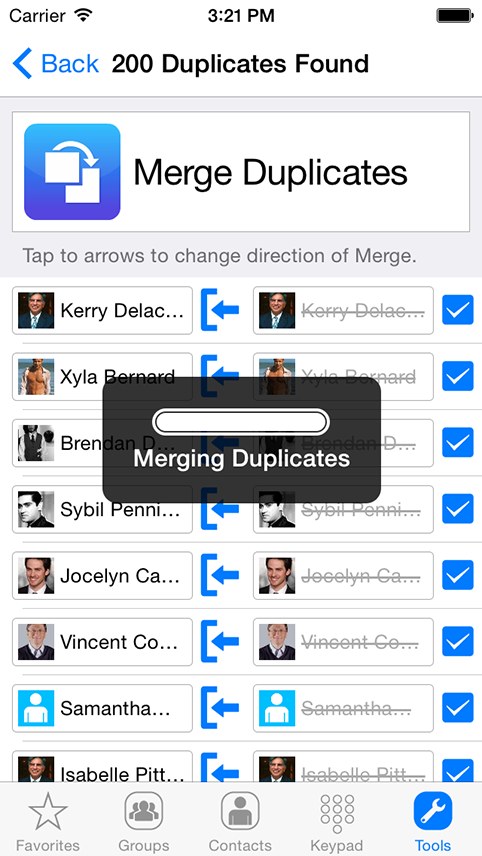 Carrier 3:21 PM
Back 200 Duplicates Found
Merge Duplicates
Tap to arrows to change direction of Merge.
Kerry Delac... Kerry Delac...
Xyla Bernard Xyla Bernard
Brendan D... Brendan D...
Merging Duplicates
Sybil Penni... Sybil Penni...
Jocelyn Ca... Jocelyn Ca...
Vincent Co... Vincent Co...
Samantha... Samantha...
Isabelle Pitt... Isabelle Pitt...
Favorites Groups Contacts Keypad Tools